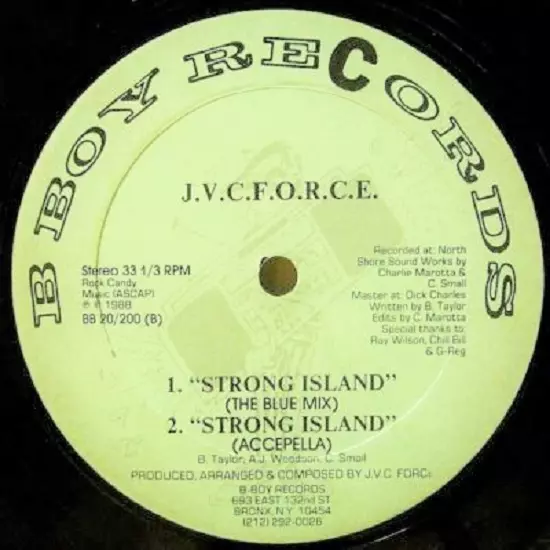 B BOY RECORDS
J.V.C.F.O.R.C.E.
Stereo 33 1/3 RPM
Rock Candy
Music (ASCAP)
℗ © 1988
BB 20/200 (B)
Recorded at: North
Shore Sound Works by
Charlie Marotta &
C. Small
Master at: Dick Charles
Written by B. Taylor
Edits by C. Marotta
Special thanks to:
Roy Wilson, Chill Bill
& G-Reg
1. “STRONG ISLAND”
(THE BLUE MIX)
2. “STRONG ISLAND”
(ACCEPELLA)
B. Taylor, A.J. Woodson, C. Small
PRODUCED, ARRANGED & COMPOSED BY J.V.C. FORCE
B-BOY RECORDS
693 EAST 132nd ST
BRONX, N.Y. 10454
(212) 292-0026